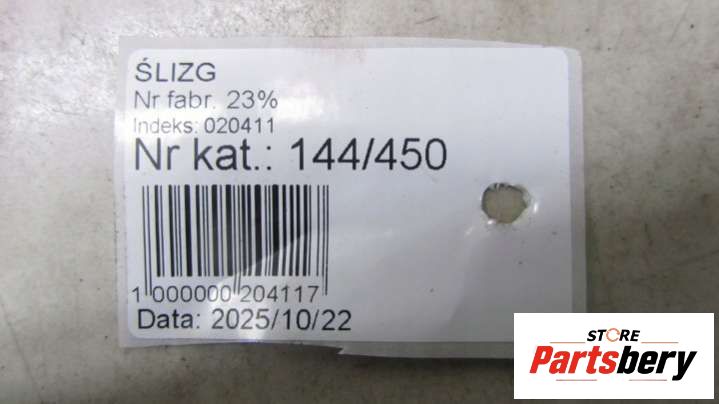 ŚLIZG
Nr fabr. 23%
Indeks: 020411
Nr kat.: 144/450
1 000000 204117
Data: 2025/10/22
STORE
Partsbery